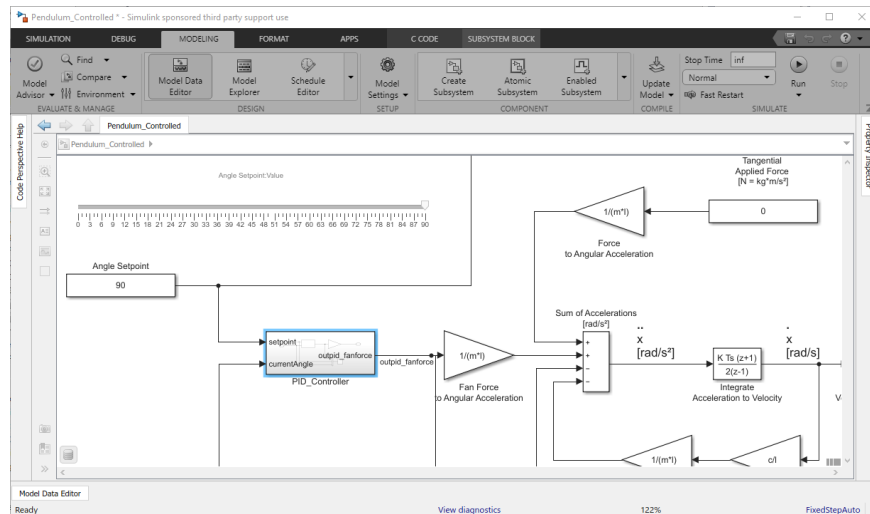 Pendulum_Controlled * - Simulink sponsored third party support use
SIMULATION DEBUG MODELING FORMAT APPS C CODE SUBSYSTEM BLOCK
Model Advisor
Find
Compare
Environment
EVALUATE & MANAGE
Model Data Editor
Model Explorer
Schedule Editor
DESIGN
Model Settings
SETUP
Create Subsystem
Atomic Subsystem
Enabled Subsystem
COMPONENT
Update Model
COMPILE
Stop Time inf
Normal
Fast Restart
Run
Stop
SIMULATE
Code Perspective Help
Pendulum_Controlled
Pendulum_Controlled
Property Inspector
Angle Setpoint:Value
0 3 6 9 12 15 18 21 24 27 30 33 36 39 42 45 48 51 54 57 60 63 66 69 72 75 78 81 84 87 90
Tangential
Applied Force
[N = kg*m/s²]
0
1/(m*l)
Force
to Angular Acceleration
Angle Setpoint
90
setpoint
currentAngle
outpid_fanforce
PID_Controller
outpid_fanforce
1/(m*l)
Fan Force
to Angular Acceleration
Sum of Accelerations
[rad/s²]
+
+
−
−
..
x
[rad/s²]
K Ts (z+1)
2(z-1)
Integrate
Acceleration to Velocity
.
x
[rad/s]
V
1/(m*l)
c/l
Model Data Editor
Ready View diagnostics 122% FixedStepAuto